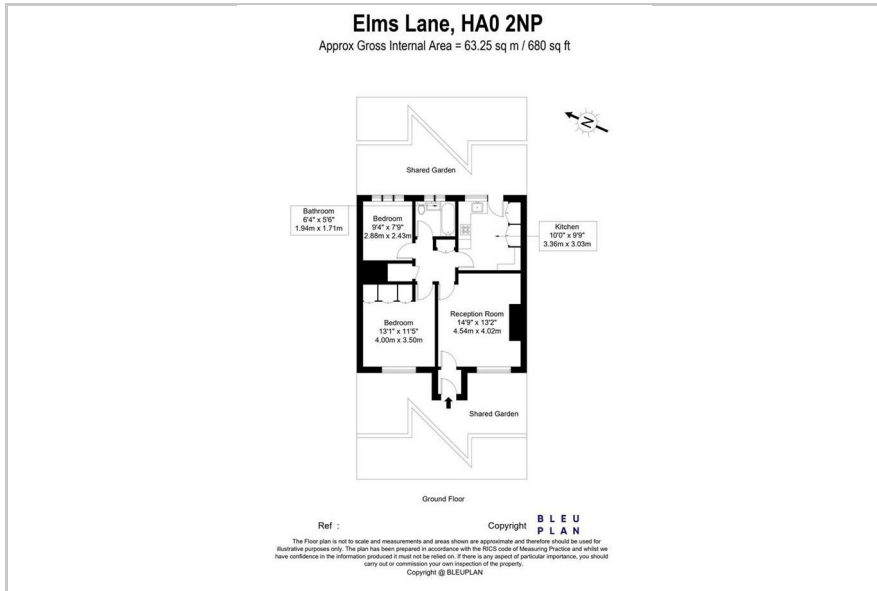 Elms Lane, HA0 2NP
Approx Gross Internal Area = 63.25 sq m / 680 sq ft
N
Shared Garden
Bathroom
6'4" x 5'6"
1.94m x 1.71m
Bedroom
9'4" x 7'9"
2.88m x 2.43m
Kitchen
10'0" x 9'9"
3.36m x 3.03m
Bedroom
13'1" x 11'5"
4.00m x 3.50m
Reception Room
14'9" x 13'2"
4.54m x 4.02m
Shared Garden
Ground Floor
Ref :
Copyright
BLEU
PLAN
The Floor plan is not to scale and measurements and areas shown are approximate and therefore should be used for
illustrative purposes only. The plan has been prepared in accordance with the RICS code of Measuring Practice and whilst we
have confidence in the information produced it must not be relied on. If there is any aspect of particular importance, you should
carry out or commission your own inspection of the property.
Copyright @ BLEUPLAN